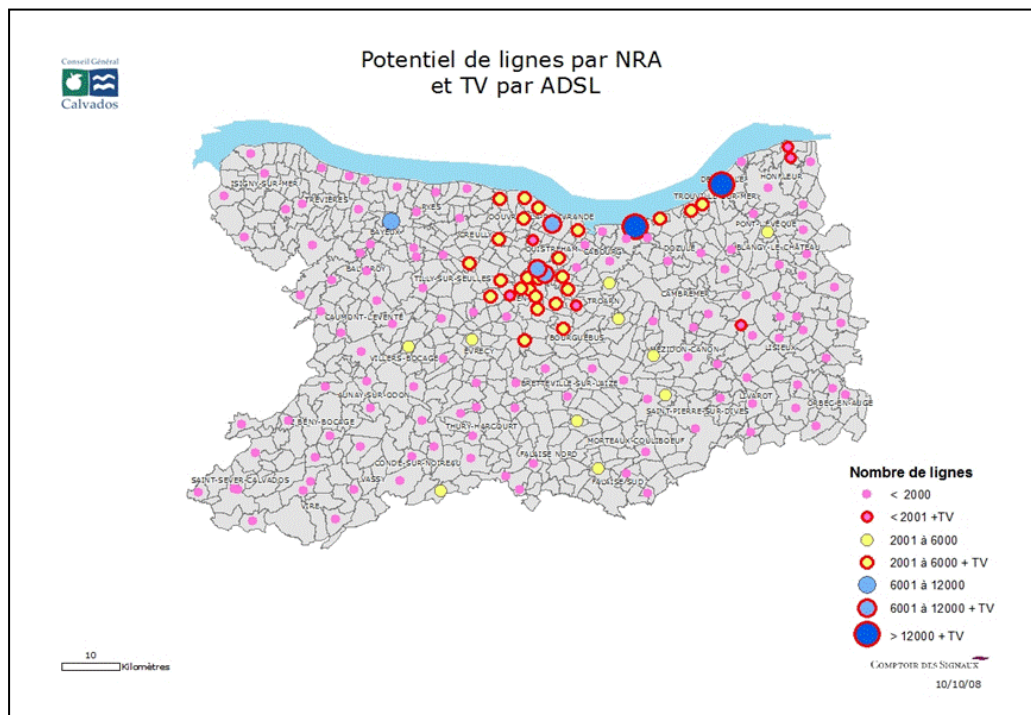 Potentiel de lignes par NRA
et TV par ADSL
Conseil Général
Calvados
HONFLEUR
ISIGNY-SUR-MER
TREVIERES
TROUVILLE-SUR-MER
RYES
BAYEUX
CREULLY
OUISTREHAM
CABOURG
DOZULE
PONT-L'EVEQUE
BLANGY-LE-CHATEAU
BALLEROY
TILLY-SUR-SEULLES
TROARN
CAMBREMER
CAUMONT-L'EVENTE
BOURGUEBUS
LISIEUX
VILLERS-BOCAGE
EVRECY
MEZIDON-CANON
BRETTEVILLE-SUR-LAIZE
AUNAY-SUR-ODON
LIVAROT
ORBEC-EN-AUGE
SAINT-PIERRE-SUR-DIVES
BENY-BOCAGE
THURY-HARCOURT
MORTEAUX-COULIBOEUF
FALAISE NORD
CONDE-SUR-NOIREAU
SAINT-SEVER-CALVADOS
VASSY
FALAISE-SUD
VIRE
Nombre de lignes
< 2000
< 2001 +TV
2001 à 6000
2001 à 6000 + TV
6001 à 12000
6001 à 12000 + TV
> 12000 + TV
10
Kilomètres
COMPTOIR DES SIGNAUX
10/10/08